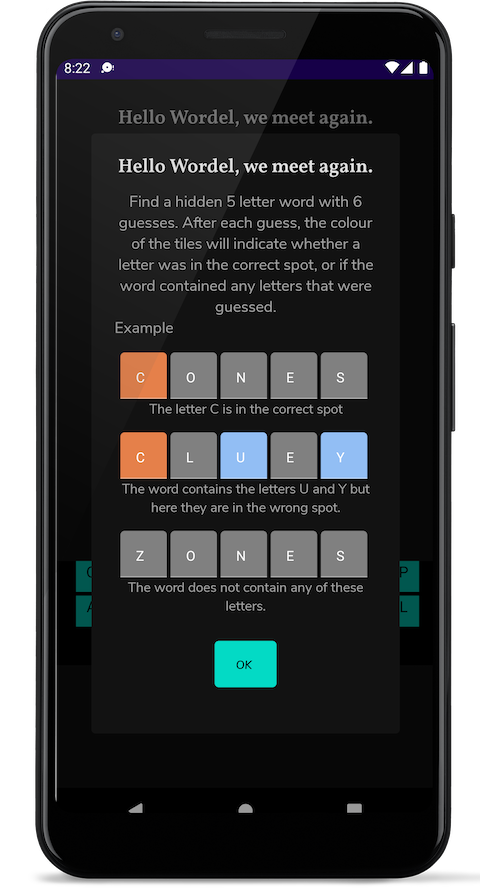 8:22
Hello Wordel, we meet again.
Hello Wordel, we meet again.
Find a hidden 5 letter word with 6
guesses. After each guess, the colour
of the tiles will indicate whether a
letter was in the correct spot, or if the
word contained any letters that were
guessed.
Example
C O N E S
The letter C is in the correct spot
C L U E Y
The word contains the letters U and Y but
here they are in the wrong spot.
Z O N E S
The word does not contain any of these
letters.
P
A L
OK